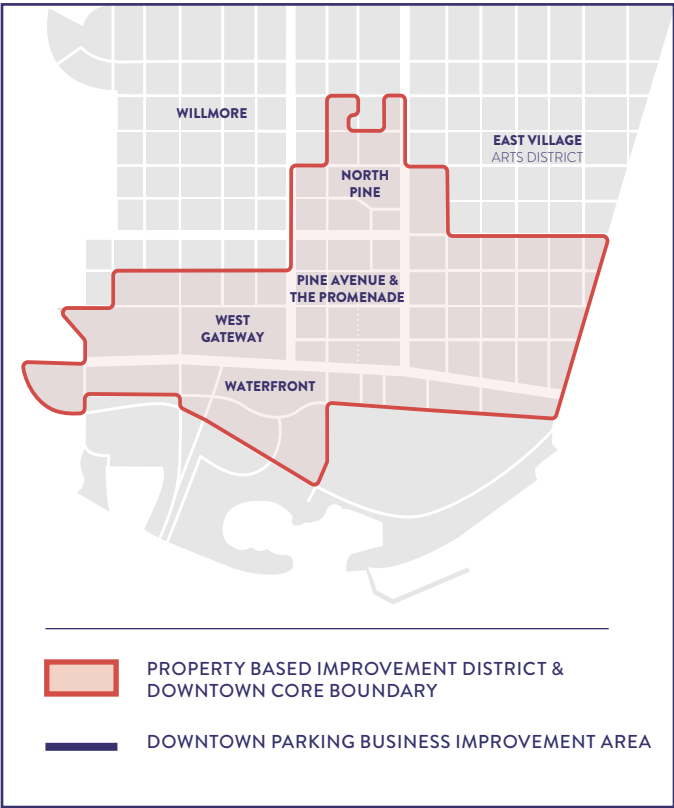 WILLMORE
EAST VILLAGE
ARTS DISTRICT
NORTH
PINE
PINE AVENUE &
THE PROMENADE
WEST
GATEWAY
WATERFRONT
PROPERTY BASED IMPROVEMENT DISTRICT &
DOWNTOWN CORE BOUNDARY
DOWNTOWN PARKING BUSINESS IMPROVEMENT AREA